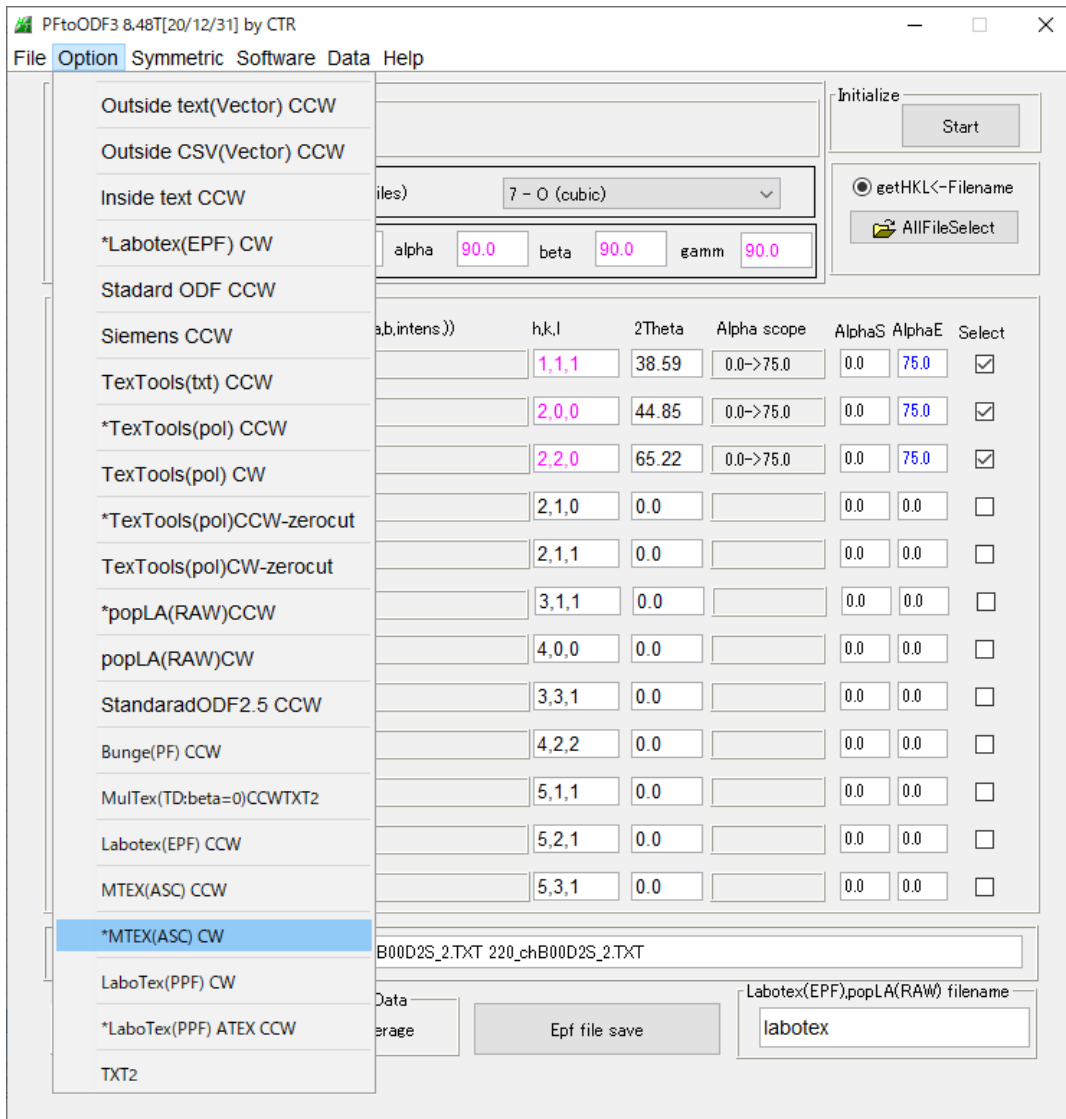 PFtoODF3 8.48T[20/12/31] by CTR
File Option Symmetric Software Data Help
Outside text(Vector) CCW
Outside CSV(Vector) CCW
Inside text CCW
*Labotex(EPF) CW
Stadard ODF CCW
Siemens CCW
TexTools(txt) CCW
*TexTools(pol) CCW
TexTools(pol) CW
*TexTools(pol)CCW-zerocut
TexTools(pol)CW-zerocut
*popLA(RAW)CCW
popLA(RAW)CW
StandaradODF2.5 CCW
Bunge(PF) CCW
MulTex(TD:beta=0)CCWTXT2
Labotex(EPF) CCW
MTEX(ASC) CCW
*MTEX(ASC) CW
LaboTex(PPF) CW
*LaboTex(PPF) ATEX CCW
TXT2
Initialize
Start
iles) 7 - O (cubic)
getHKL<-Filename
AllFileSelect
alpha 90.0 beta 90.0 gamm 90.0
a,b,intens.)) h,k,l 2Theta Alpha scope AlphaS AlphaE Select
1,1,1 38.59 0.0->75.0 0.0 75.0
2,0,0 44.85 0.0->75.0 0.0 75.0
2,2,0 65.22 0.0->75.0 0.0 75.0
2,1,0 0.0 0.0 0.0
2,1,1 0.0 0.0 0.0
3,1,1 0.0 0.0 0.0
4,0,0 0.0 0.0 0.0
3,3,1 0.0 0.0 0.0
4,2,2 0.0 0.0 0.0
5,1,1 0.0 0.0 0.0
5,2,1 0.0 0.0 0.0
5,3,1 0.0 0.0 0.0
B00D2S_2.TXT 220_chB00D2S_2.TXT
Data
erage
Epf file save
Labotex(EPF),popLA(RAW) filename
labotex